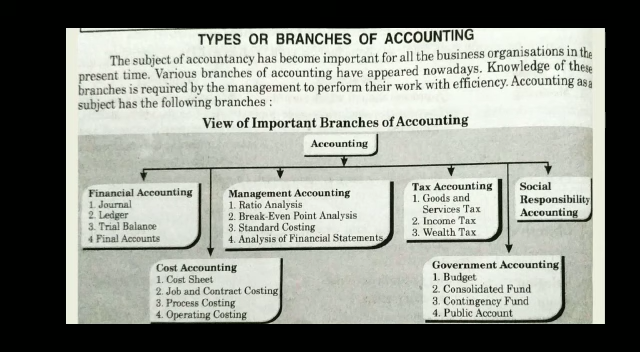 TYPES OR BRANCHES OF ACCOUNTING
The subject of accountancy has become important for all the business organisations in the
present time. Various branches of accounting have appeared nowadays. Knowledge of these
branches is required by the management to perform their work with efficiency. Accounting as a
subject has the following branches :
View of Important Branches of Accounting
Accounting
Financial Accounting
1. Journal
2. Ledger
3. Trial Balance
4 Final Accounts
Management Accounting
1. Ratio Analysis
2. Break-Even Point Analysis
3. Standard Costing
4. Analysis of Financial Statements
Tax Accounting
1. Goods and
Services Tax
2. Income Tax
3. Wealth Tax
Social
Responsibility
Accounting
Cost Accounting
1. Cost Sheet
2. Job and Contract Costing
3. Process Costing
4. Operating Costing
Government Accounting
1. Budget
2. Consolidated Fund
3. Contingency Fund
4. Public Account